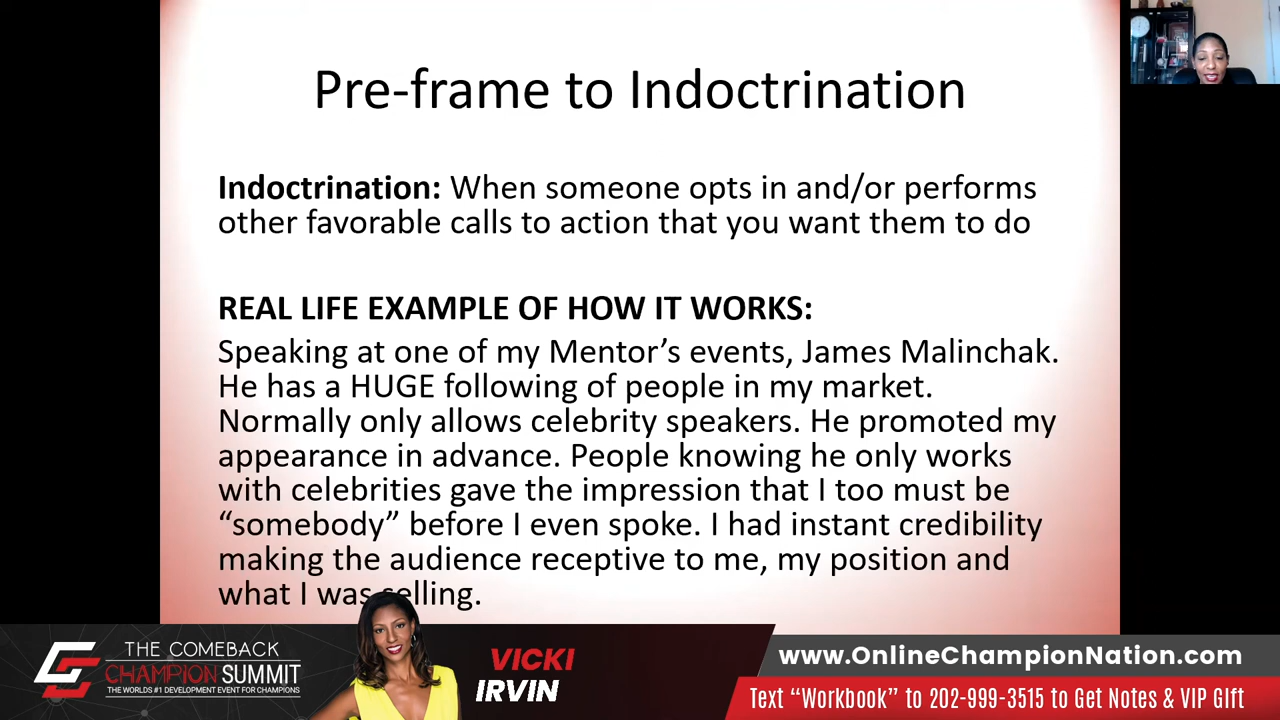 Pre-frame to Indoctrination
Indoctrination: When someone opts in and/or performs
other favorable calls to action that you want them to do
REAL LIFE EXAMPLE OF HOW IT WORKS:
Speaking at one of my Mentor’s events, James Malinchak.
He has a HUGE following of people in my market.
Normally only allows celebrity speakers. He promoted my
appearance in advance. People knowing he only works
with celebrities gave the impression that I too must be
“somebody” before I even spoke. I had instant credibility
making the audience receptive to me, my position and
what I was selling.
THE COMEBACK
CHAMPION SUMMIT
THE WORLDS #1 DEVELOPMENT EVENT FOR CHAMPIONS
VICKI
IRVIN
www.OnlineChampionNation.com
Text “Workbook” to 202-999-3515 to Get Notes & VIP GIft